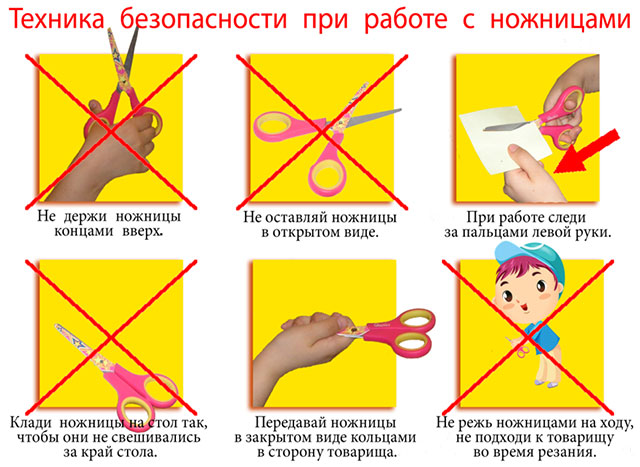 Техника безопасности при работе с ножницами
Не держи ножницы
концами вверх.
Не оставляй ножницы
в открытом виде.
При работе следи
за пальцами левой руки.
Клади ножницы на стол так,
чтобы они не свешивались
за край стола.
Передавай ножницы
в закрытом виде кольцами
в сторону товарища.
Не режь ножницами на ходу,
не подходи к товарищу
во время резания.